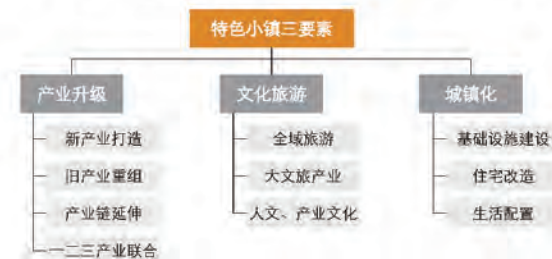 特色小镇三要素
产业升级
文化旅游
城镇化
新产业打造
旧产业重组
产业链延伸
一二三产业联合
全域旅游
大文旅产业
人文、产业文化
基础设施建设
住宅改造
生活配置